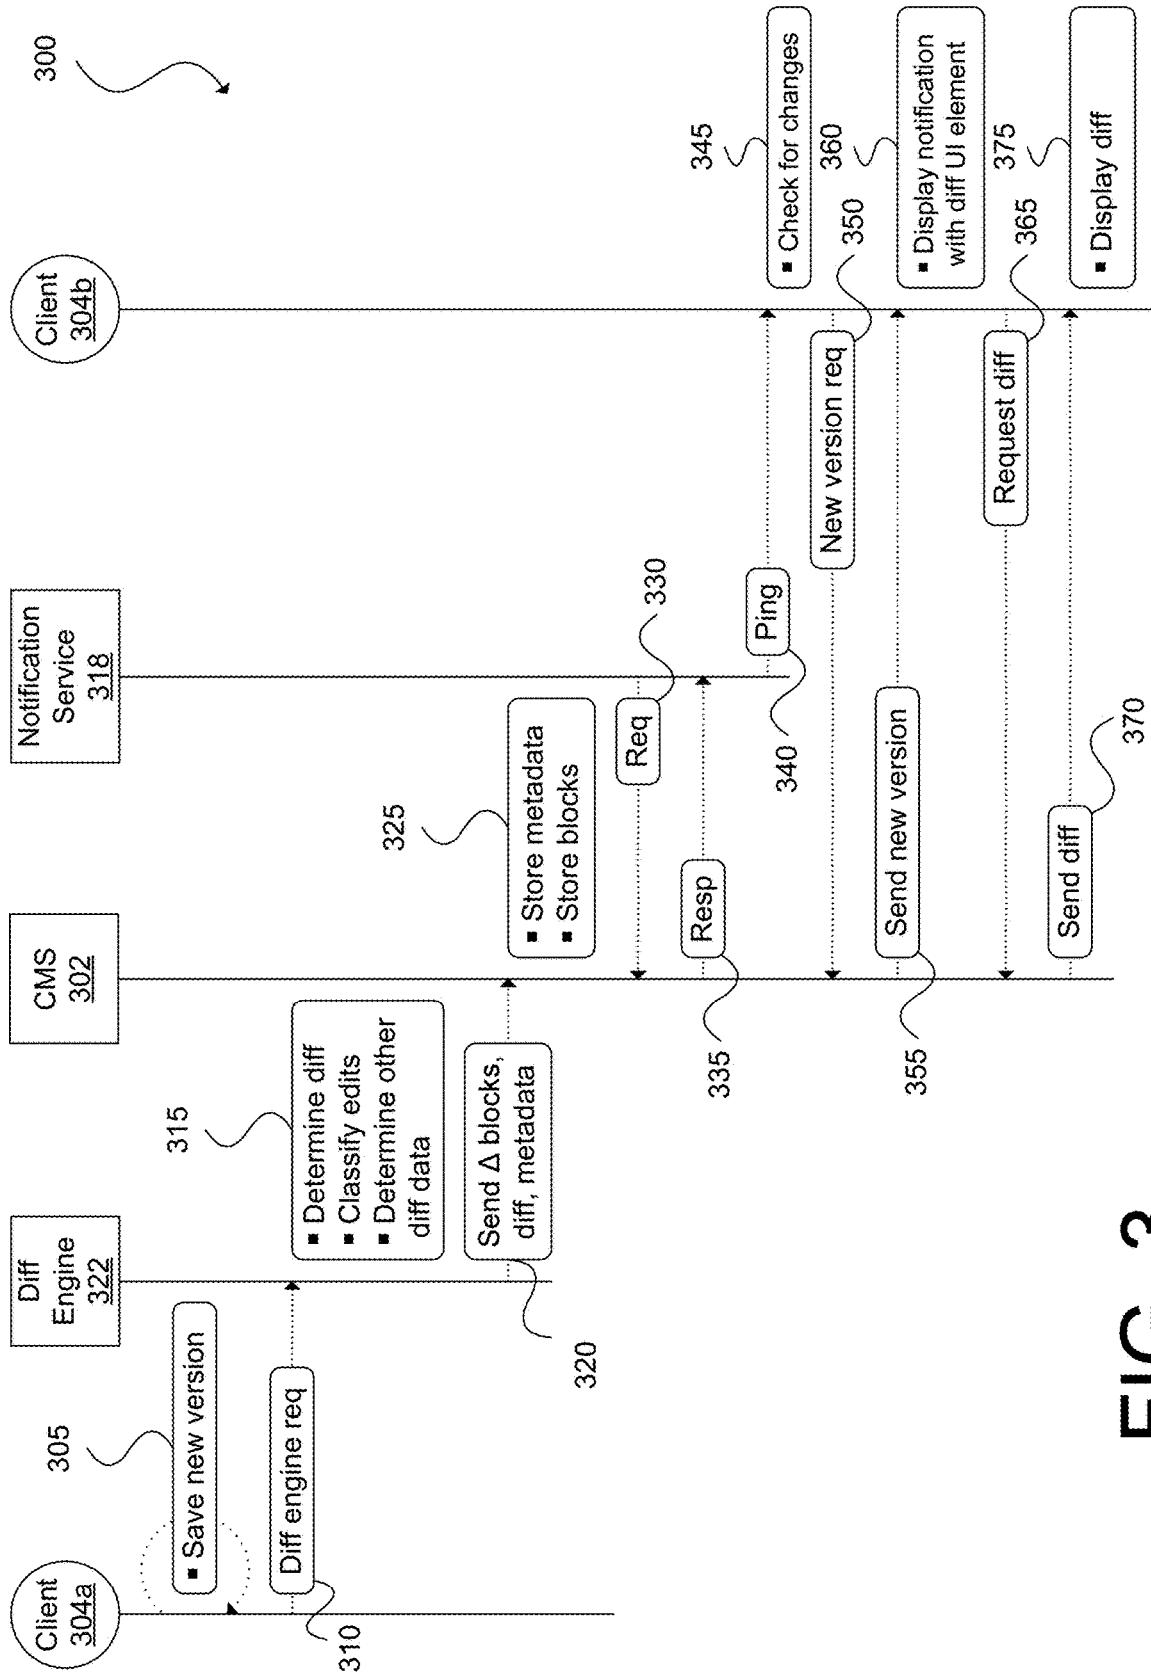 300
Client
304a
Diff
Engine
322
CMS
302
Notification
Service
318
Client
304b
305
▪ Save new version
Diff engine req
310
315
▪ Determine diff
▪ Classify edits
▪ Determine other
diff data
Send Δ blocks,
diff, metadata
320
325
▪ Store metadata
▪ Store blocks
Req
330
Resp
335
Ping
340
345
▪ Check for changes
New version req
350
Send new version
355
360
▪ Display notification
with diff UI element
Request diff
365
Send diff
370
375
▪ Display diff
FIG. 3